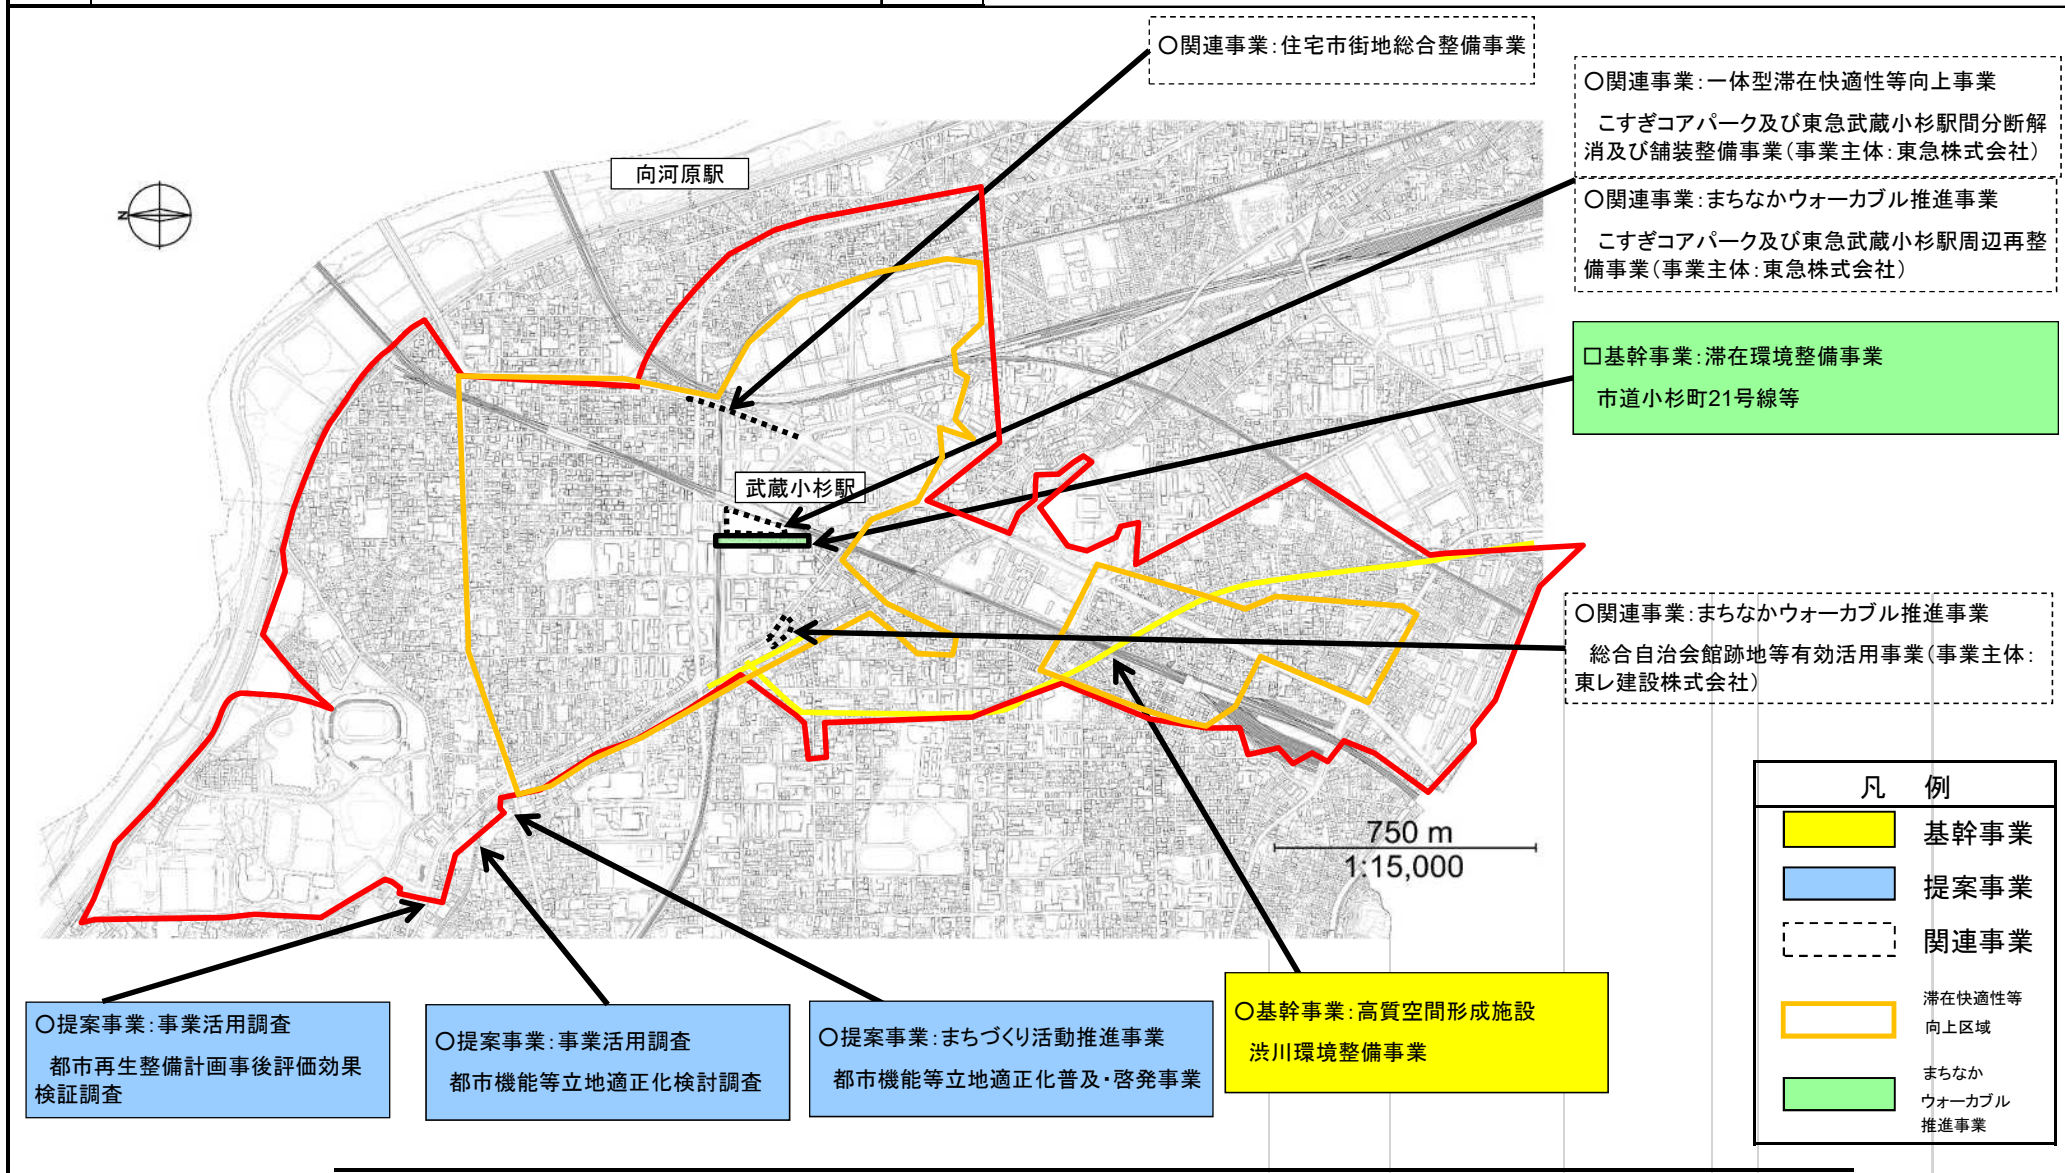 〇関連事業：住宅市街地総合整備事業
〇関連事業：一体型滞在快適性等向上事業
こすぎコアパーク及び東急武蔵小杉駅間分断解
消及び舗装整備事業（事業主体：東急株式会社）
〇関連事業：まちなかウォーカブル推進事業
こすぎコアパーク及び東急武蔵小杉駅周辺再整
備事業（事業主体：東急株式会社）
向河原駅
N
□基幹事業：滞在環境整備事業
市道小杉町21号線等
武蔵小杉駅
〇関連事業：まちなかウォーカブル推進事業
総合自治会館跡地等有効活用事業（事業主体：
東レ建設株式会社）
750 m
1:15,000
凡 例
基幹事業
提案事業
関連事業
滞在快適性等
向上区域
まちなか
ウォーカブル
推進事業
〇提案事業：事業活用調査
都市再生整備計画事後評価効果
検証調査
〇提案事業：事業活用調査
都市機能等立地適正化検討調査
〇提案事業：まちづくり活動推進事業
都市機能等立地適正化普及・啓発事業
〇基幹事業：高質空間形成施設
渋川環境整備事業